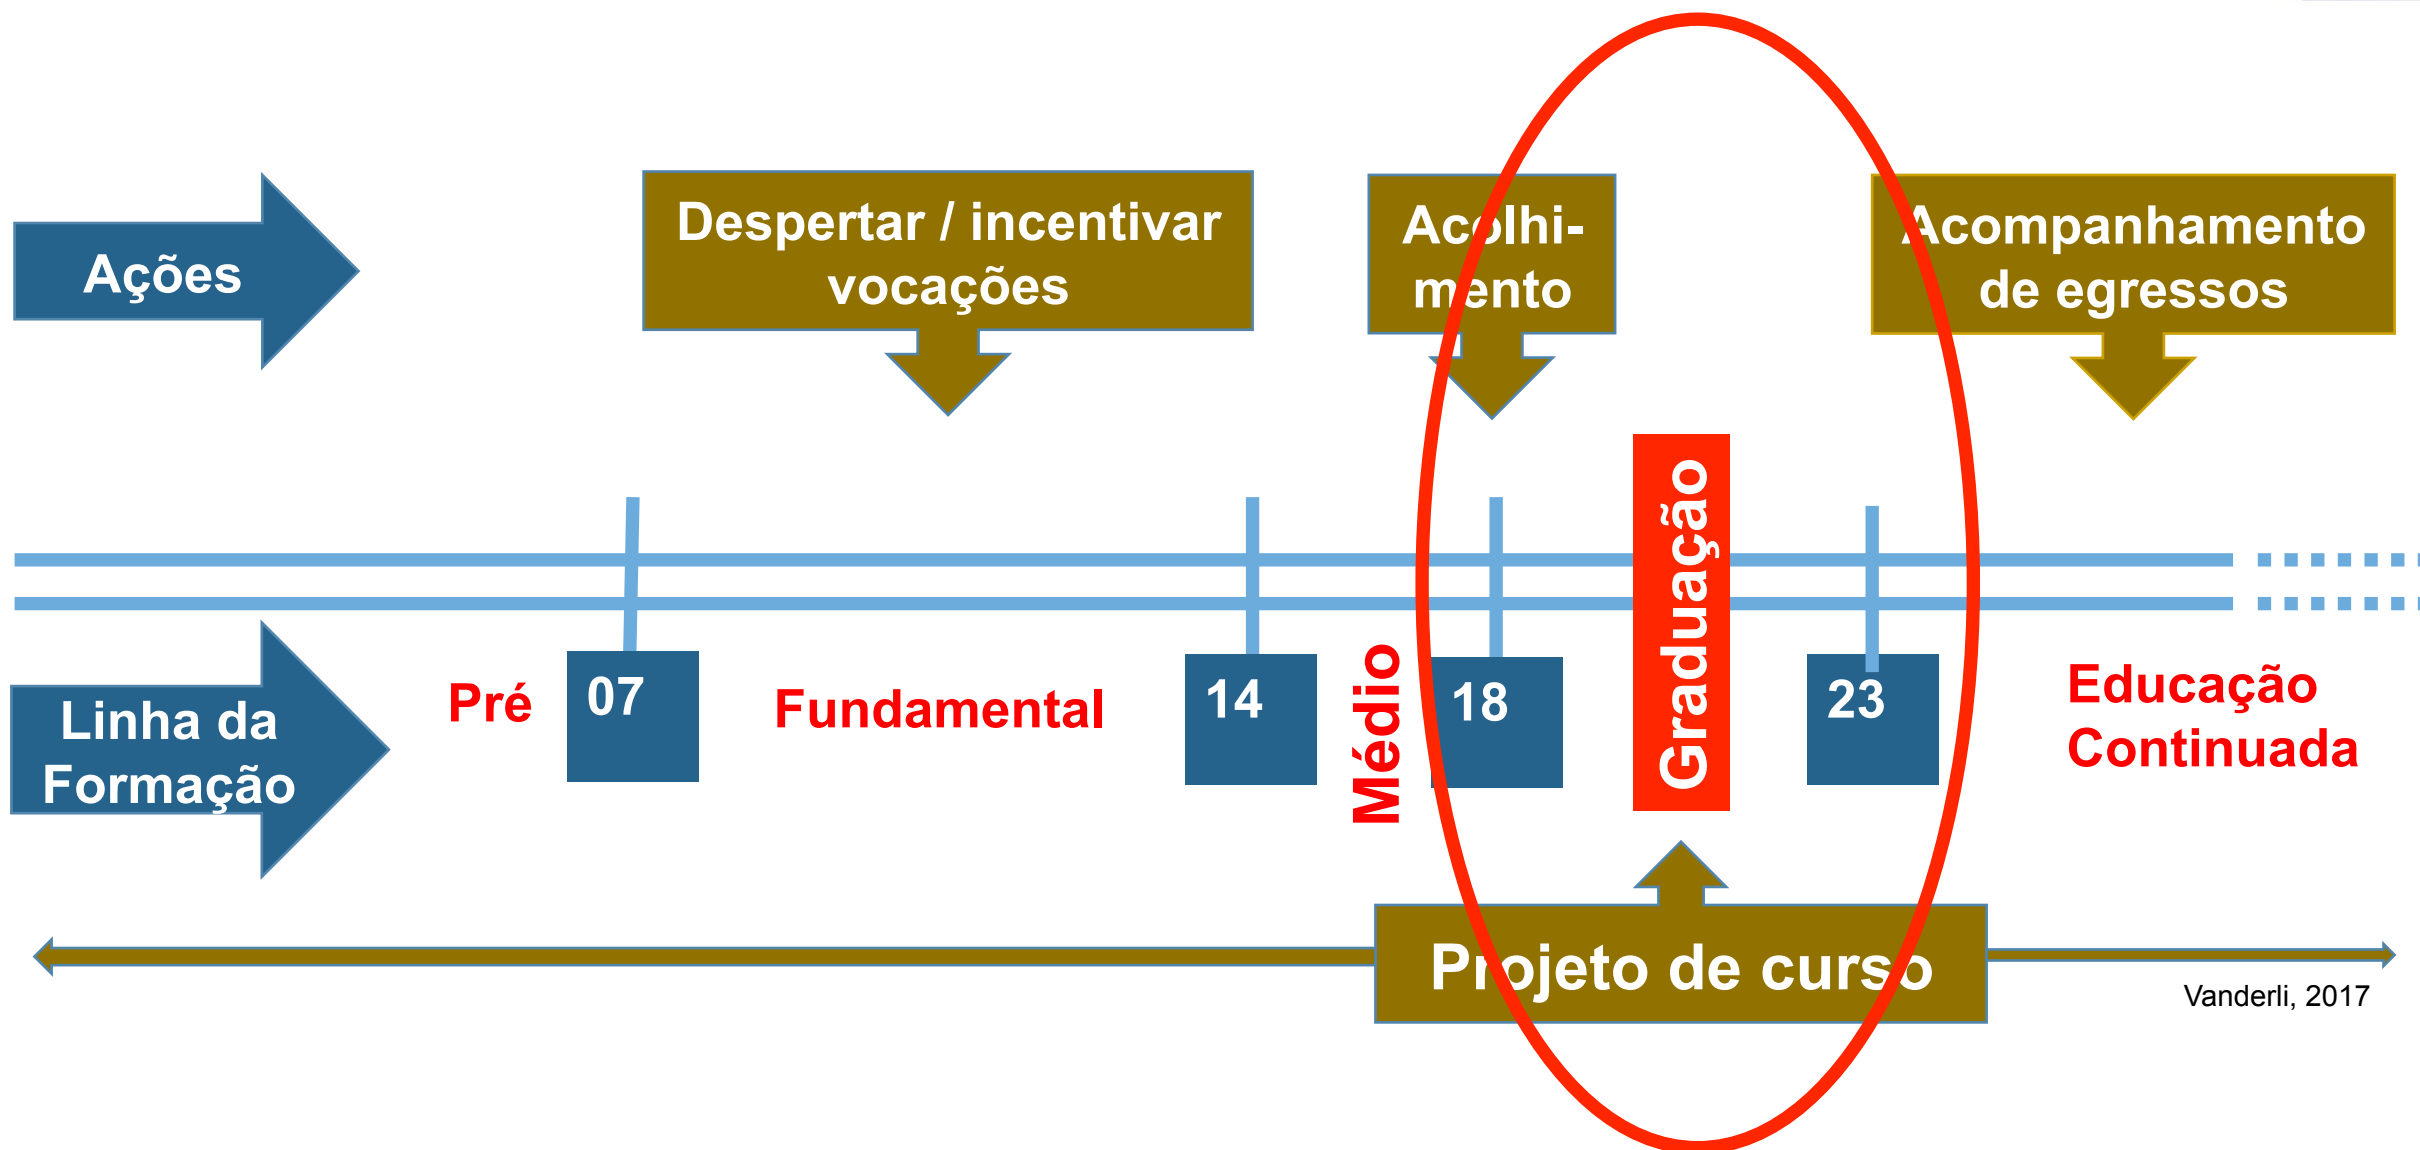 Ações
Despertar / incentivar
vocações
Acolhi-
mento
Acompanhamento
de egressos
Linha da
Formação
Pré
07
Fundamental
14
Médio
18
Graduação
23
Educação
Continuada
Projeto de curso
Vanderli, 2017